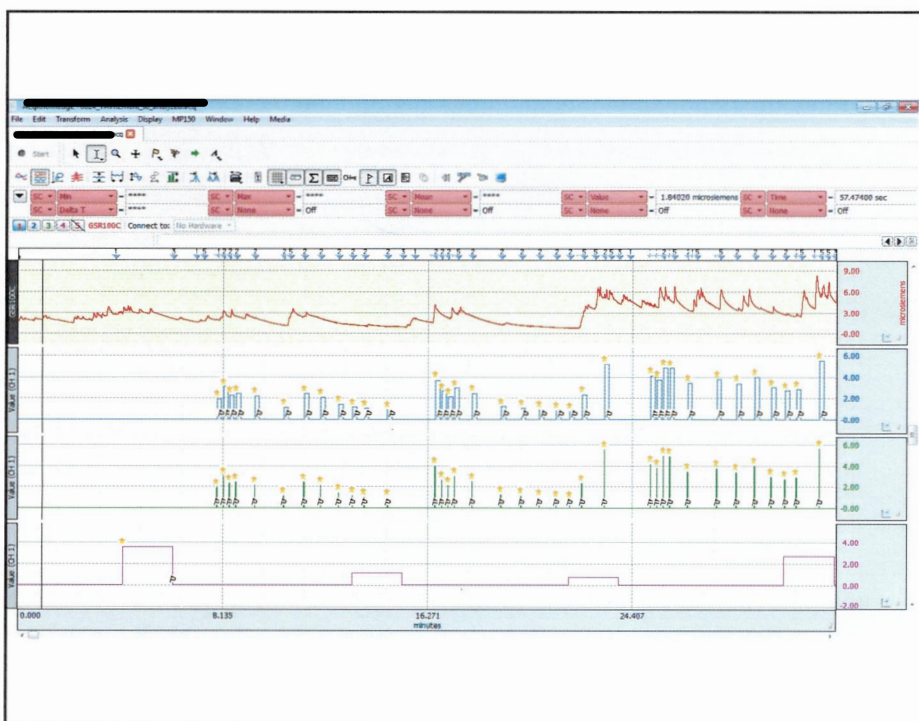 File Edit Transform Analysis Display MP150 Window Help Media
Start
SC Min = **** SC Max = **** SC Mean = **** SC Value = 1.84020 microsiemens SC Time = 57.47400 sec
SC Delta T = **** SC None = Off SC None = Off SC None = Off SC None = Off
1 2 3 4 5 GSR100C Connect to: No Hardware
GSR100C
9.00
6.00
3.00
-0.00
microsiemens
Value (CH 1)
6.00
4.00
2.00
-0.00
Value (CH 1)
6.00
4.00
2.00
-0.00
Value (CH 1)
4.00
2.00
0.00
-2.00
0.000 8.135 16.271 24.407
minutes